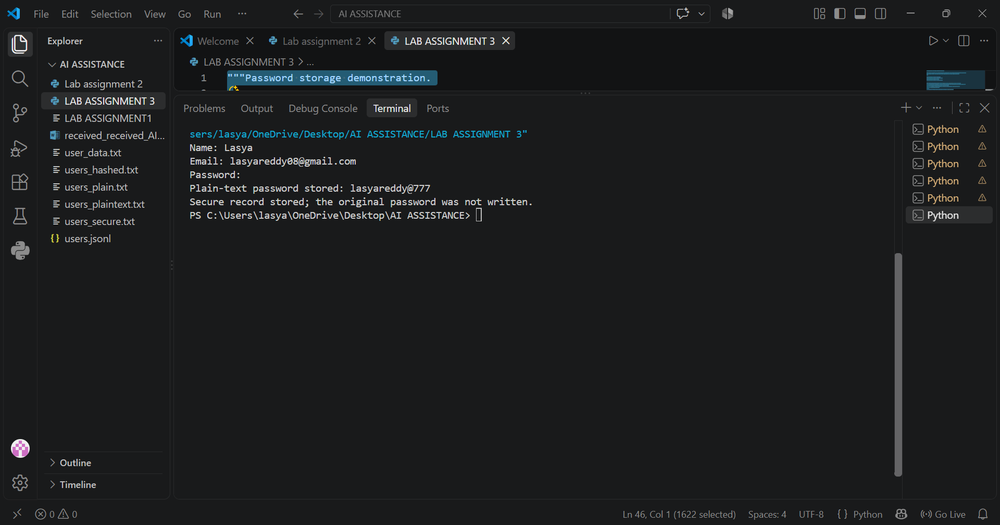 File Edit Selection View Go Run ··· AI ASSISTANCE
Explorer ···
AI ASSISTANCE
Lab assignment 2
LAB ASSIGNMENT 3
LAB ASSIGNMENT1
received_received_AI...
user_data.txt
users_hashed.txt
users_plain.txt
users_plaintext.txt
users_secure.txt
{} users.jsonl
Outline
Timeline
Welcome Lab assignment 2 LAB ASSIGNMENT 3
LAB ASSIGNMENT 3 > ...
1 """Password storage demonstration.
Problems Output Debug Console Terminal Ports
sers/lasya/OneDrive/Desktop/AI ASSISTANCE/LAB ASSIGNMENT 3"
Name: Lasya
Email: lasyareddy08@gmail.com
Password:
Plain-text password stored: lasyareddy@777
Secure record stored; the original password was not written.
PS C:\Users\lasya\OneDrive\Desktop\AI ASSISTANCE>
Python
Python
Python
Python
Python
Python
0 0 Ln 46, Col 1 (1622 selected) Spaces: 4 UTF-8 {} Python Go Live